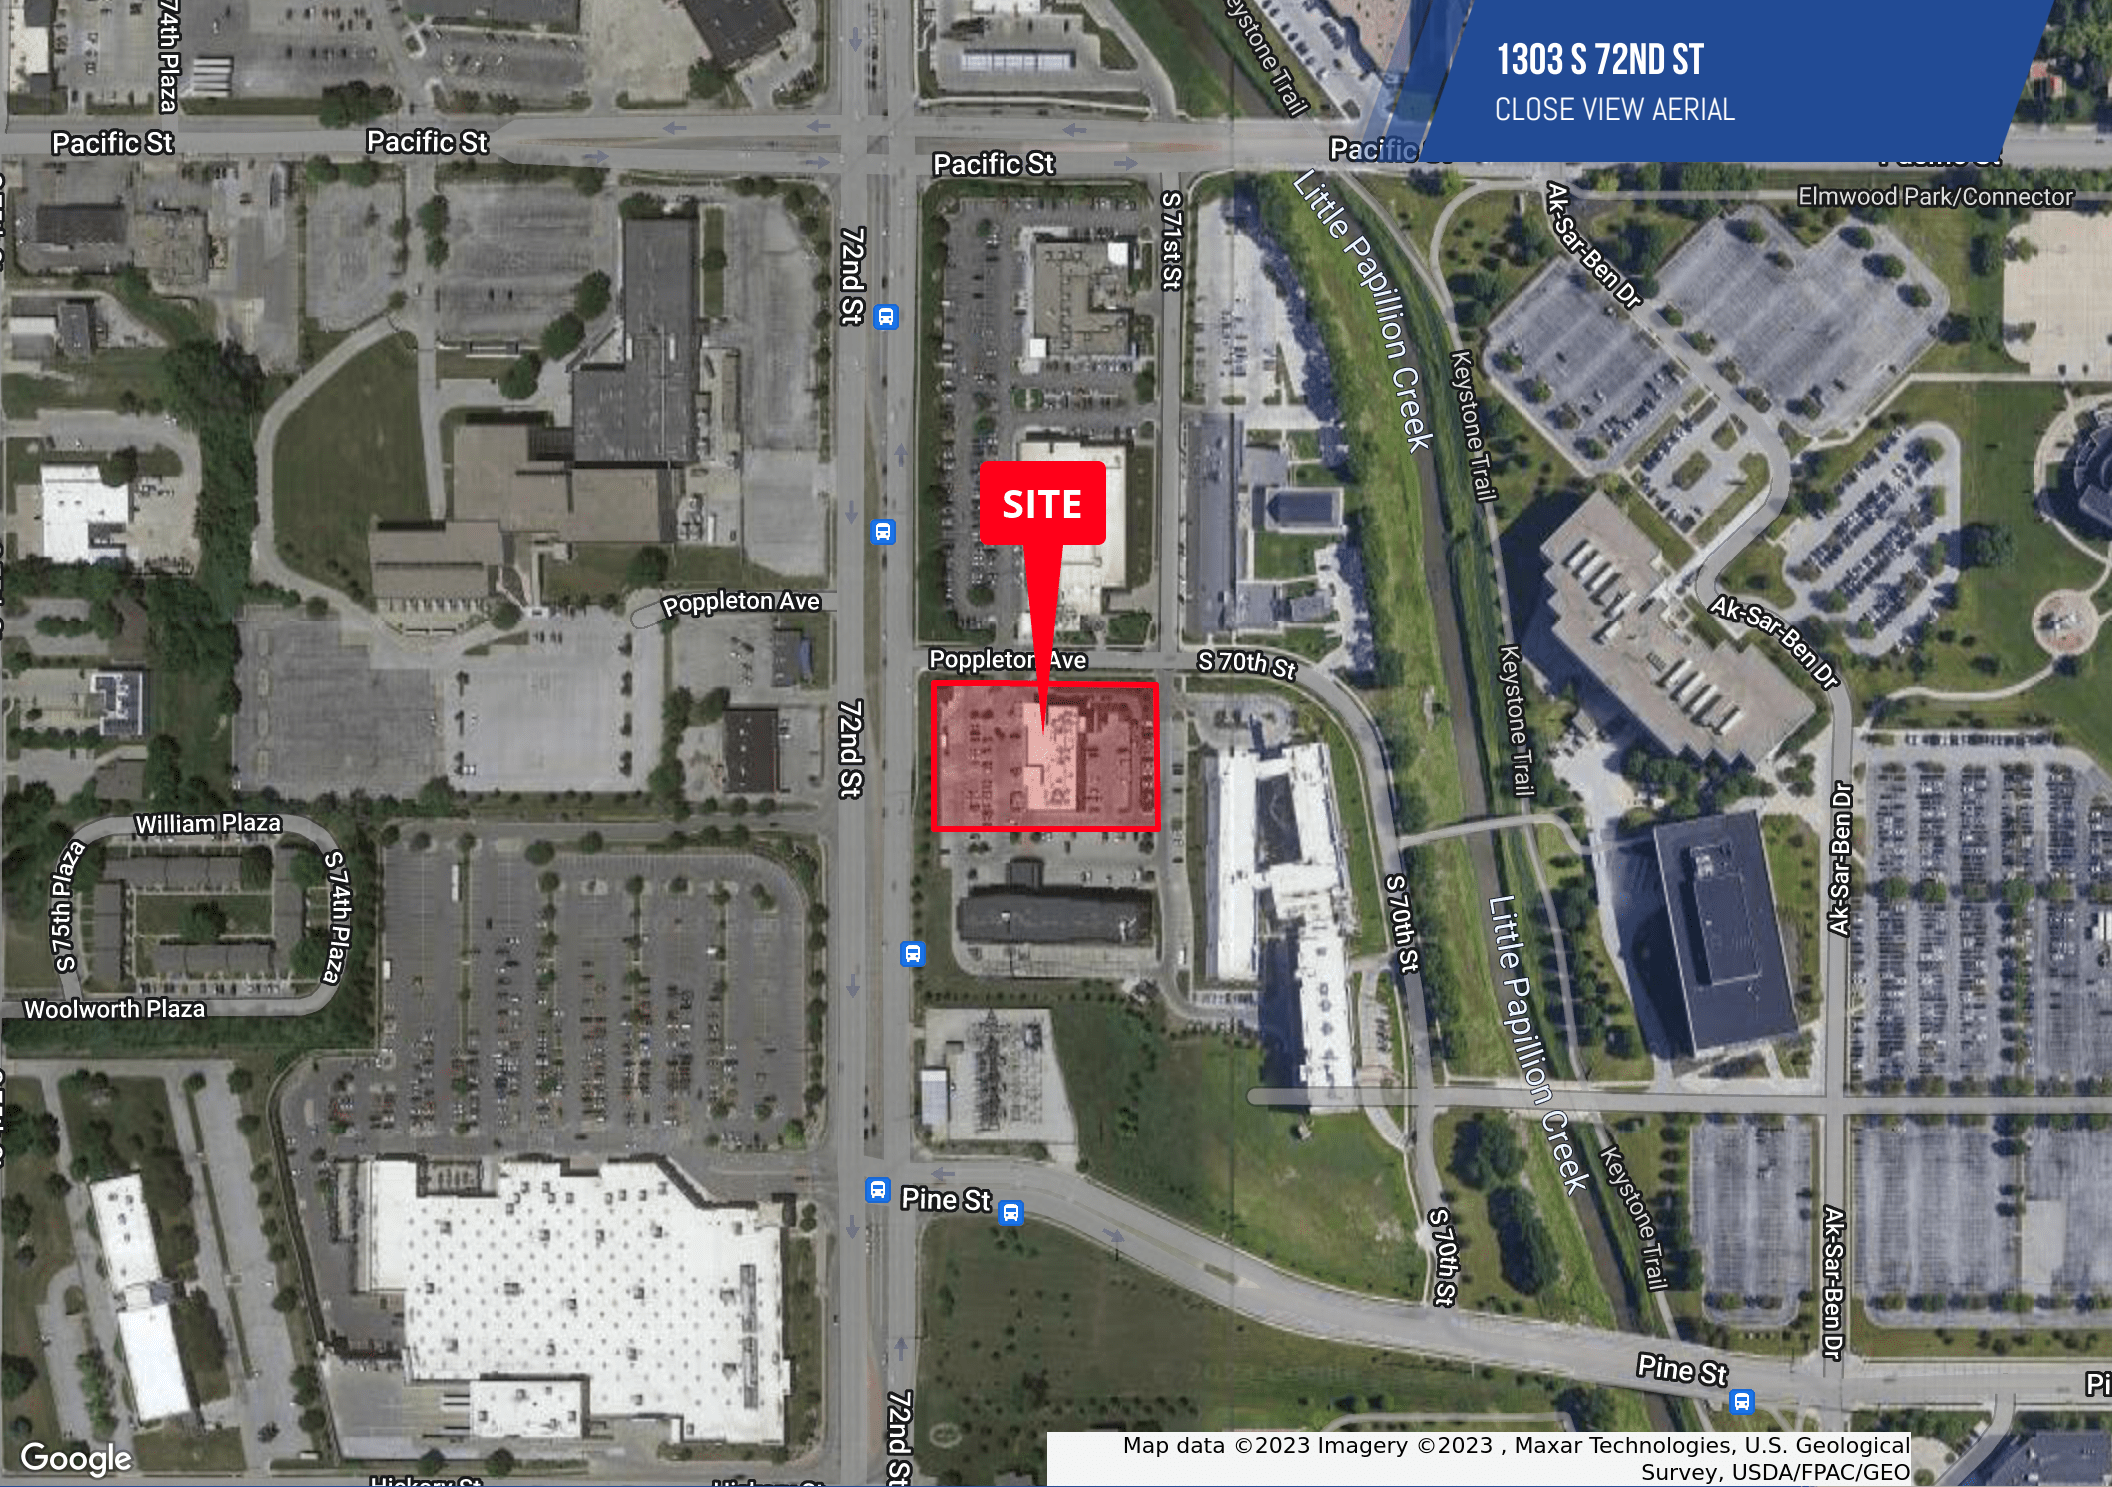 1303 S 72ND ST
CLOSE VIEW AERIAL
74th Plaza
Keystone Trail
Pacific St
Pacific St
Pacific St
Pacific
Elmwood Park/Connector
Ak-Sar-Ben Dr
S 71st St
Little Papillion Creek
72nd St
Keystone Trail
SITE
Poppleton Ave
Ak-Sar-Ben Dr
Poppleton Ave
S 70th St
Keystone Trail
72nd St
William Plaza
Ak-Sar-Ben Dr
S 75th Plaza
S 74th Plaza
S 70th St
Little Papillion Creek
Woolworth Plaza
Keystone Trail
Pine St
S 70th St
Ak-Sar-Ben Dr
Pine St
Pi
72nd St
Google
Hickory St
Hickory St
Map data ©2023 Imagery ©2023 , Maxar Technologies, U.S. Geological
Survey, USDA/FPAC/GEO